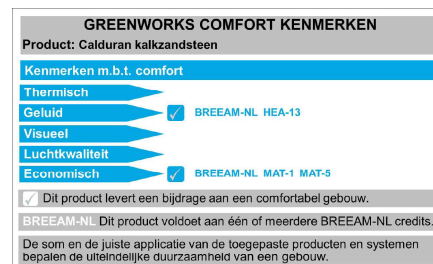 GREENWORKS COMFORT KENMERKEN
Product: Calduran kalkzandsteen
Kenmerken m.b.t. comfort
Thermisch
Geluid BREEAM-NL HEA-13
Visueel
Luchtkwaliteit
Economisch BREEAM-NL MAT-1 MAT-5
Dit product levert een bijdrage aan een comfortabel gebouw.
BREEAM-NL Dit product voldoet aan één of meerdere BREEAM-NL credits.
De som en de juiste applicatie van de toegepaste producten en systemen
bepalen de uiteindelijke duurzaamheid van een gebouw.